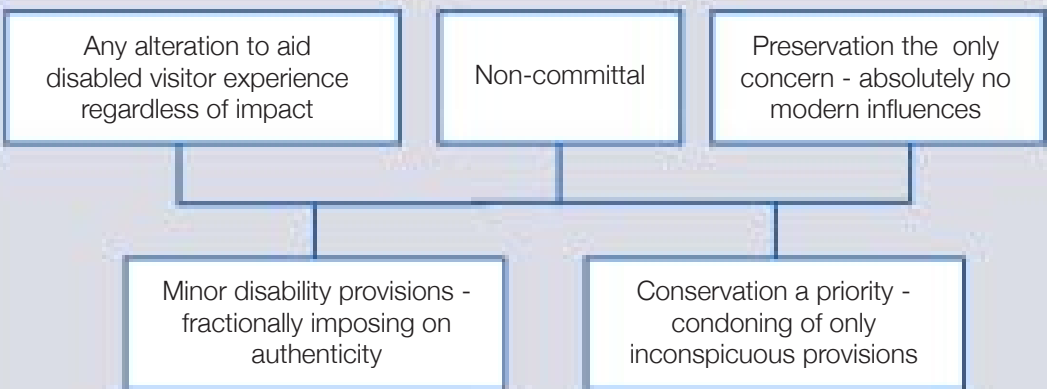 Any alteration to aid
disabled visitor experience
regardless of impact
Non-committal
Preservation the only
concern - absolutely no
modern influences
Minor disability provisions -
fractionally imposing on
authenticity
Conservation a priority -
condoning of only
inconspicuous provisions